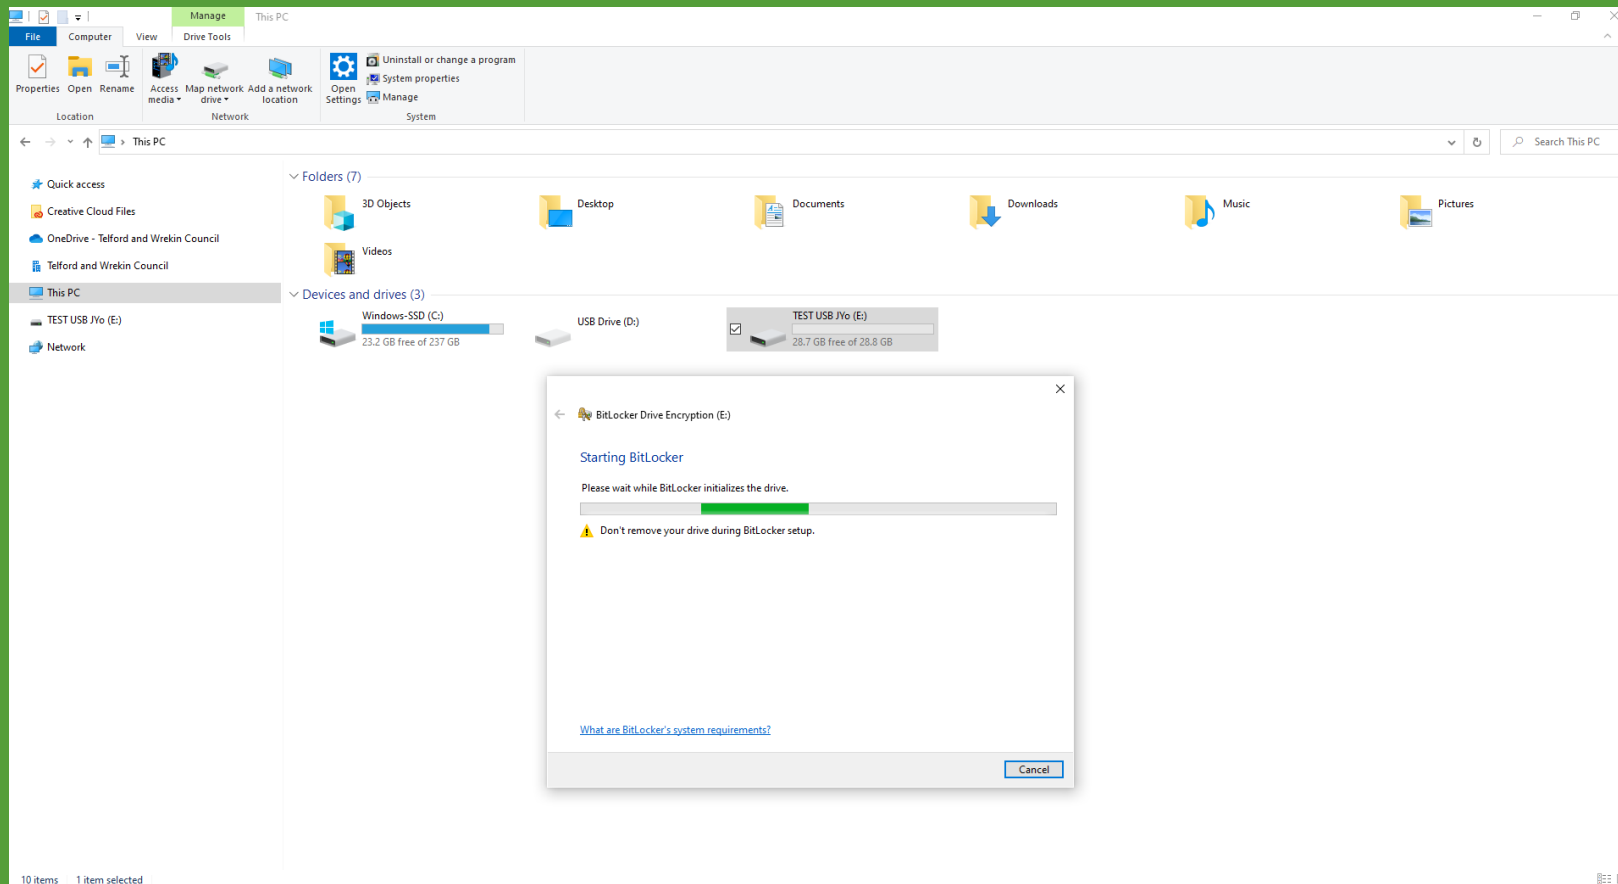 Manage This PC
File Computer View Drive Tools
Properties Open Rename Access media Map network drive Add a network location Open Settings
Uninstall or change a program
System properties
Manage
Location Network System
This PC
Search This PC
Quick access
Creative Cloud Files
OneDrive - Telford and Wrekin Council
Telford and Wrekin Council
This PC
TEST USB JYo (E:)
Network
Folders (7)
3D Objects Desktop Documents Downloads Music Pictures
Videos
Devices and drives (3)
Windows-SSD (C:)
23.2 GB free of 237 GB
USB Drive (D:)
TEST USB JYo (E:)
28.7 GB free of 28.8 GB
BitLocker Drive Encryption (E:)
Starting BitLocker
Please wait while BitLocker initializes the drive.
Don't remove your drive during BitLocker setup.
What are BitLocker's system requirements?
Cancel
10 items 1 item selected